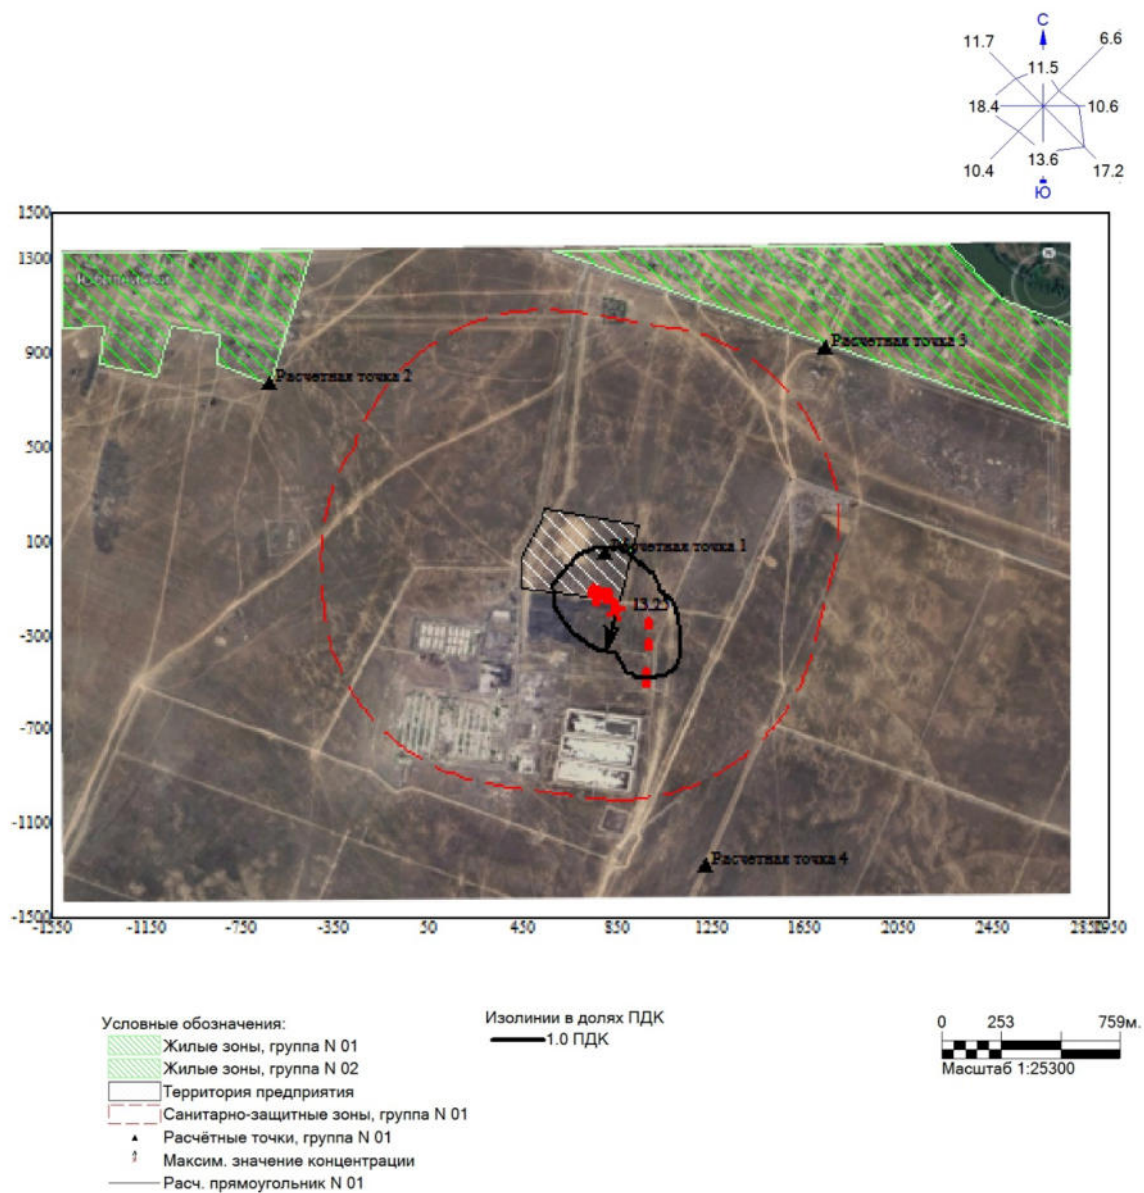 С
11.7
6.6
11.5
18.4
10.6
13.6
10.4
17.2
Ю
1500
1300
Расчетная точка 3
900
Расчетная точка 2
500
100
Расчетная точка 1
13.25
-300
-700
-1100
Расчетная точка 4
-1500
-1550 -1150 -750 -350 50 450 850 1250 1650 2050 2450 2950
Условные обозначения:
Жилые зоны, группа N 01
Жилые зоны, группа N 02
Территория предприятия
Санитарно-защитные зоны, группа N 01
Расчётные точки, группа N 01
Максим. значение концентрации
Расч. прямоугольник N 01
Изолинии в долях ПДК
1.0 ПДК
0 253 759м.
Масштаб 1:25300